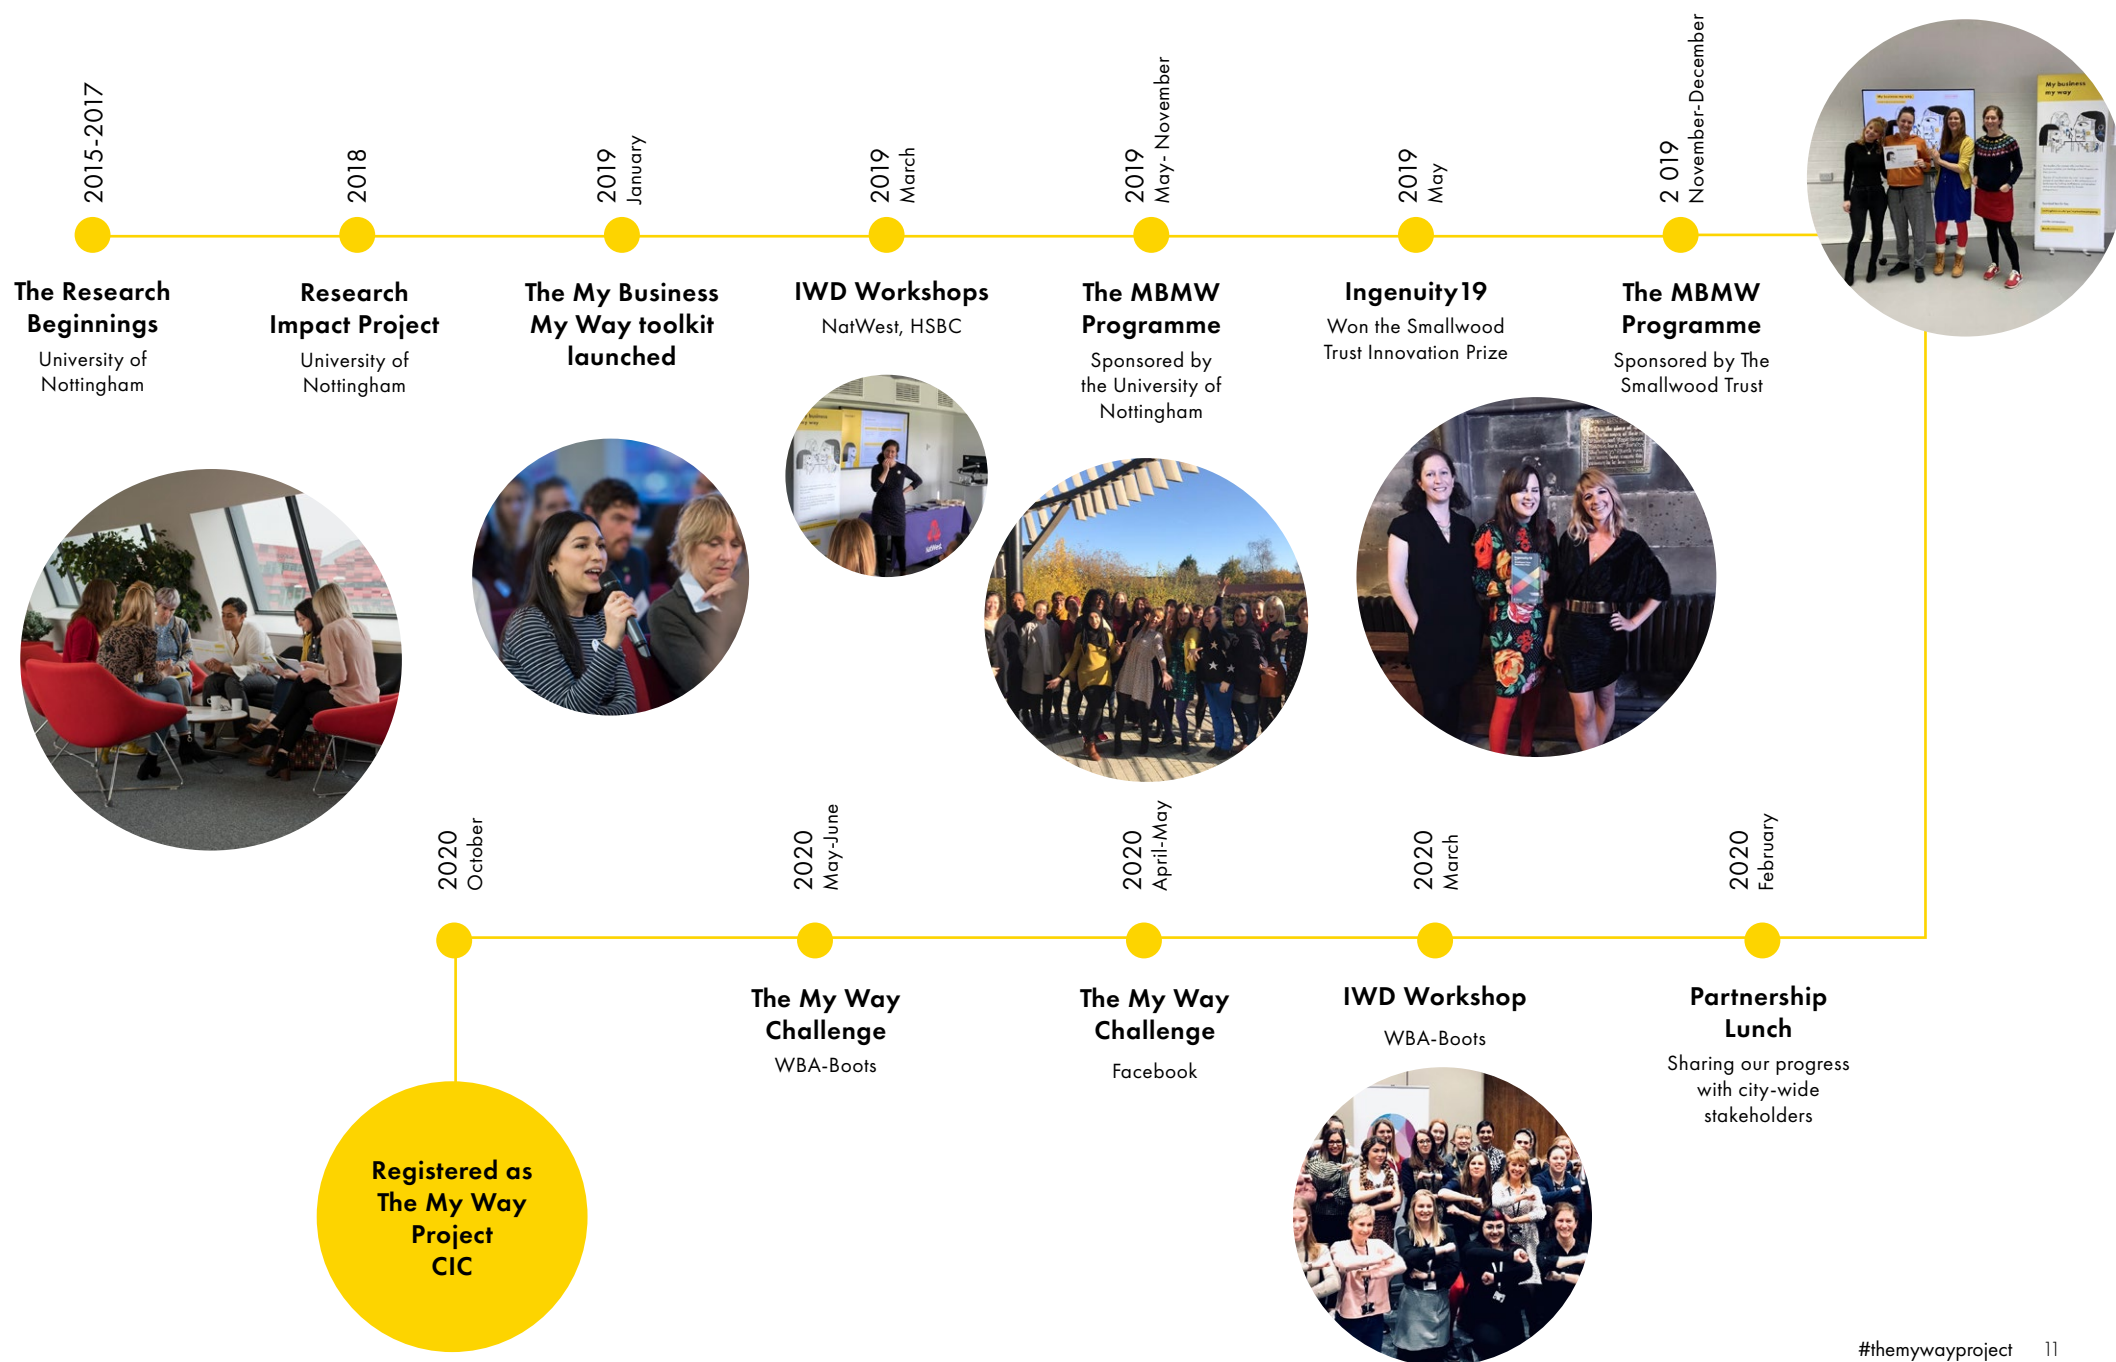 2015-2017
The Research
Beginnings
University of
Nottingham
2018
Research
Impact Project
University of
Nottingham
2019
January
The My Business
My Way toolkit
launched
2019
March
IWD Workshops
NatWest, HSBC
2019
May- November
The MBMW
Programme
Sponsored by
the University of
Nottingham
2019
May
Ingenuity19
Won the Smallwood
Trust Innovation Prize
2 019
November-December
The MBMW
Programme
Sponsored by The
Smallwood Trust
My business
my way
NatWest
2020
February
Partnership
Lunch
Sharing our progress
with city-wide
stakeholders
2020
March
IWD Workshop
WBA-Boots
2020
April-May
The My Way
Challenge
Facebook
2020
May-June
The My Way
Challenge
WBA-Boots
2020
October
Registered as
The My Way
Project
CIC
#themywayproject 11